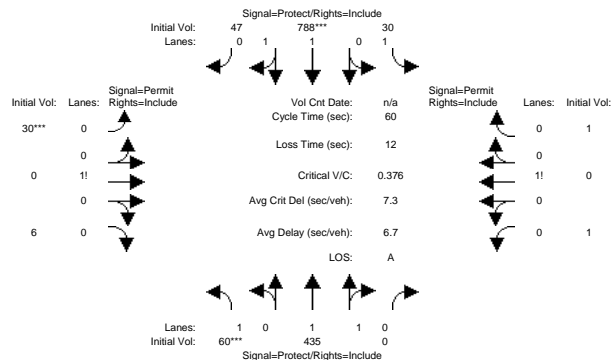 Signal=Protect/Rights=Include
Initial Vol: 47 788*** 30
Lanes: 0 1 1 0 1
Signal=Permit
Initial Vol: Lanes: Rights=Include
Vol Cnt Date: n/a
Signal=Permit
Rights=Include Lanes: Initial Vol:
Cycle Time (sec): 60
30*** 0
0 1
Loss Time (sec): 12
0
0
0 1!
Critical V/C: 0.376
1! 0
0
Avg Crit Del (sec/veh): 7.3
0
6 0
Avg Delay (sec/veh): 6.7
0 1
LOS: A
Lanes: 1 0 1 1 0
Initial Vol: 60*** 435 0
Signal=Protect/Rights=Include